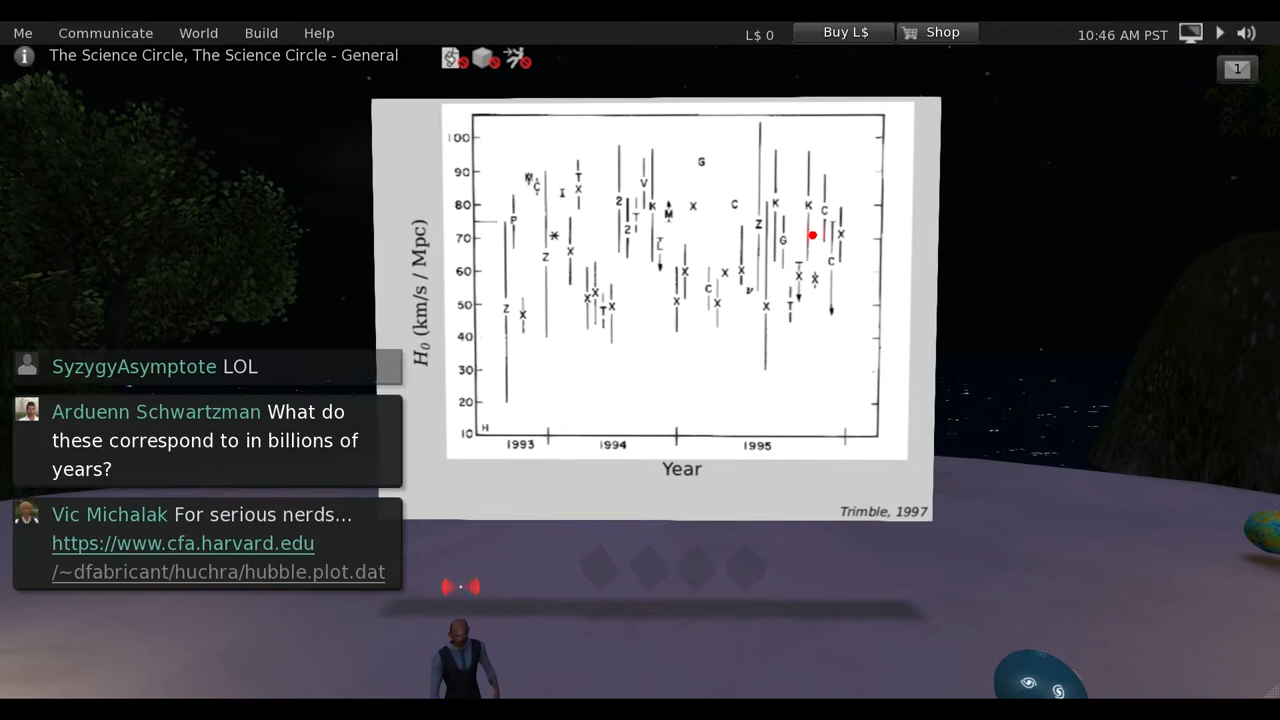 Me Communicate World Build Help L$ 0 Buy L$ Shop 10:46 AM PST
The Science Circle, The Science Circle - General
1
100
90
80
70
60
50
40
30
20
10
H₀ (km/s / Mpc)
H
1993 1994 1995
Year
Trimble, 1997
SyzygyAsymptote LOL
Arduenn Schwartzman What do
these correspond to in billions of
years?
Vic Michalak For serious nerds...
https://www.cfa.harvard.edu
/~dfabricant/huchra/hubble.plot.dat